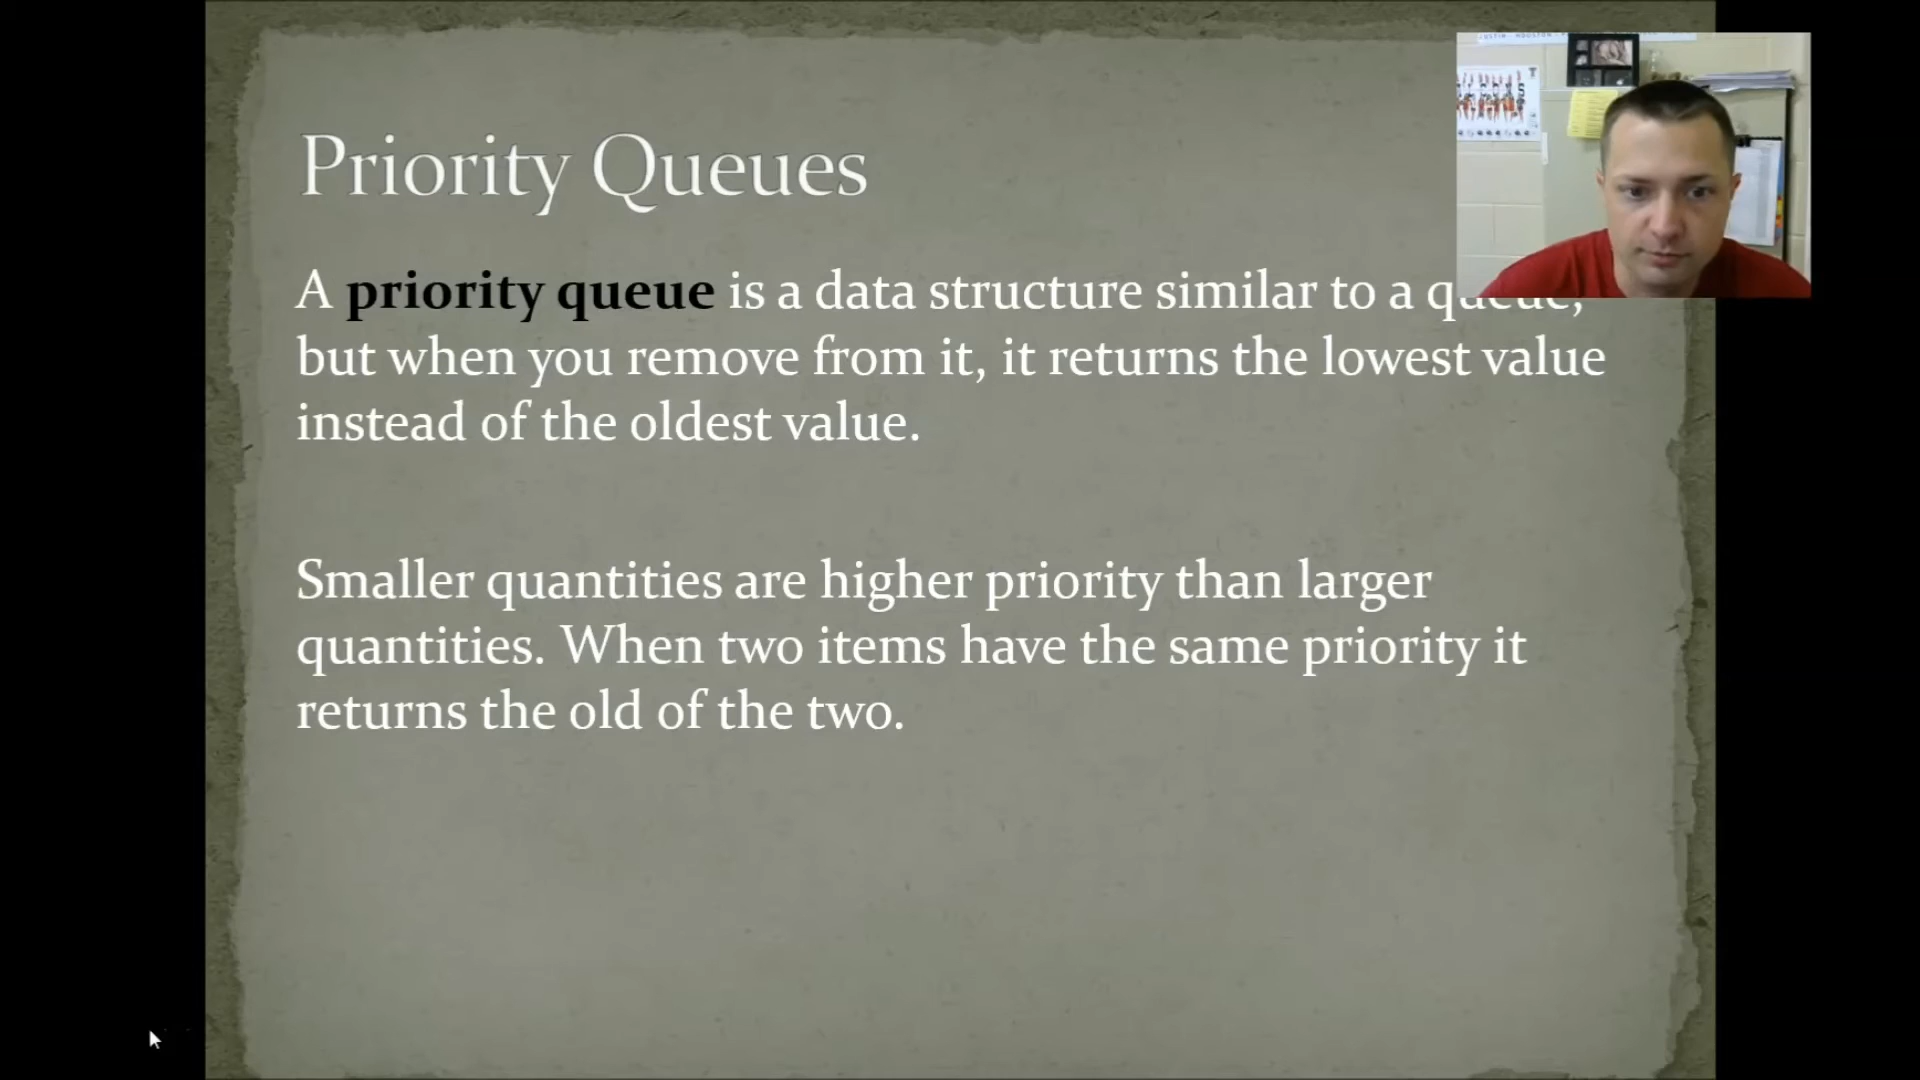 Priority Queues
A priority queue is a data structure similar to a queue,
but when you remove from it, it returns the lowest value
instead of the oldest value.
Smaller quantities are higher priority than larger
quantities. When two items have the same priority it
returns the old of the two.